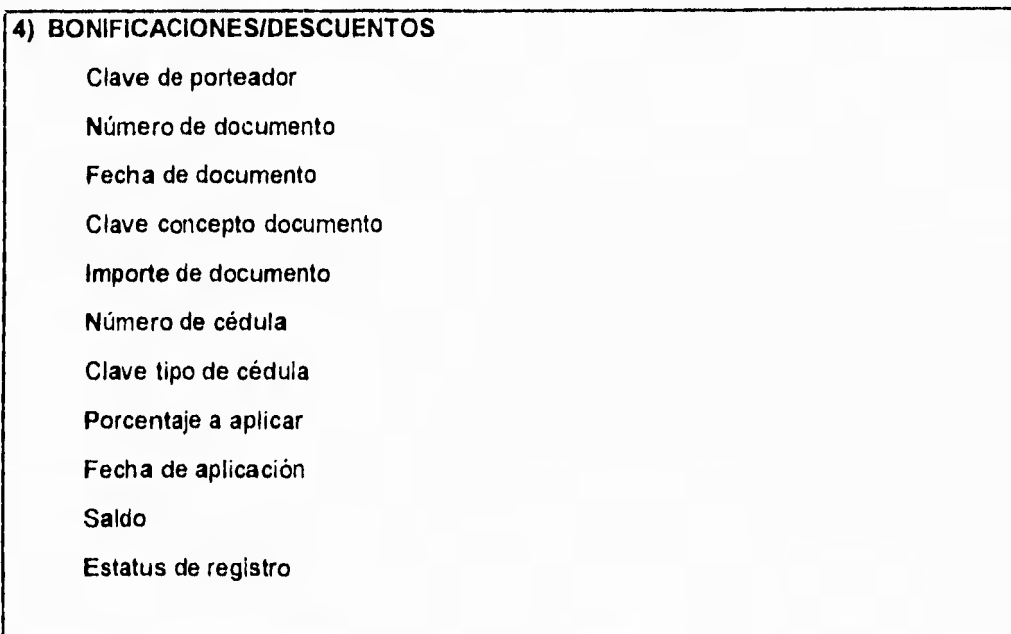 4) BONIFICACIONES/DESCUENTOS
Clave de porteador
Número de documento
Fecha de documento
Clave concepto documento
Importe de documento
Número de cédula
Clave tipo de cédula
Porcentaje a aplicar
Fecha de aplicación
Saldo
Estatus de registro